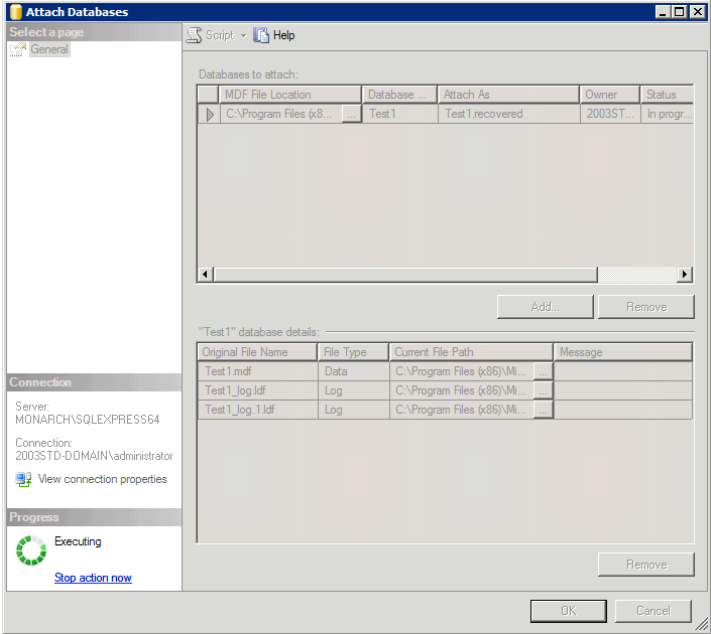 Attach Databases
Select a page
General
Script
Help
Databases to attach:
MDF File Location Database ... Attach As Owner Status
C:\Program Files (x8... ... Test1 Test1.recovered 2003ST... In progr...
Add... Remove
"Test1" database details:
Original File Name File Type Current File Path Message
Test1.mdf Data C:\Program Files (x86)\Mi... ...
Test1_log.ldf Log C:\Program Files (x86)\Mi... ...
Test1_log.1.ldf Log C:\Program Files (x86)\Mi... ...
Connection
Server:
MONARCH\SQLEXPRESS64
Connection:
2003STD-DOMAIN\administrator
View connection properties
Progress
Executing
Stop action now
Remove
OK Cancel